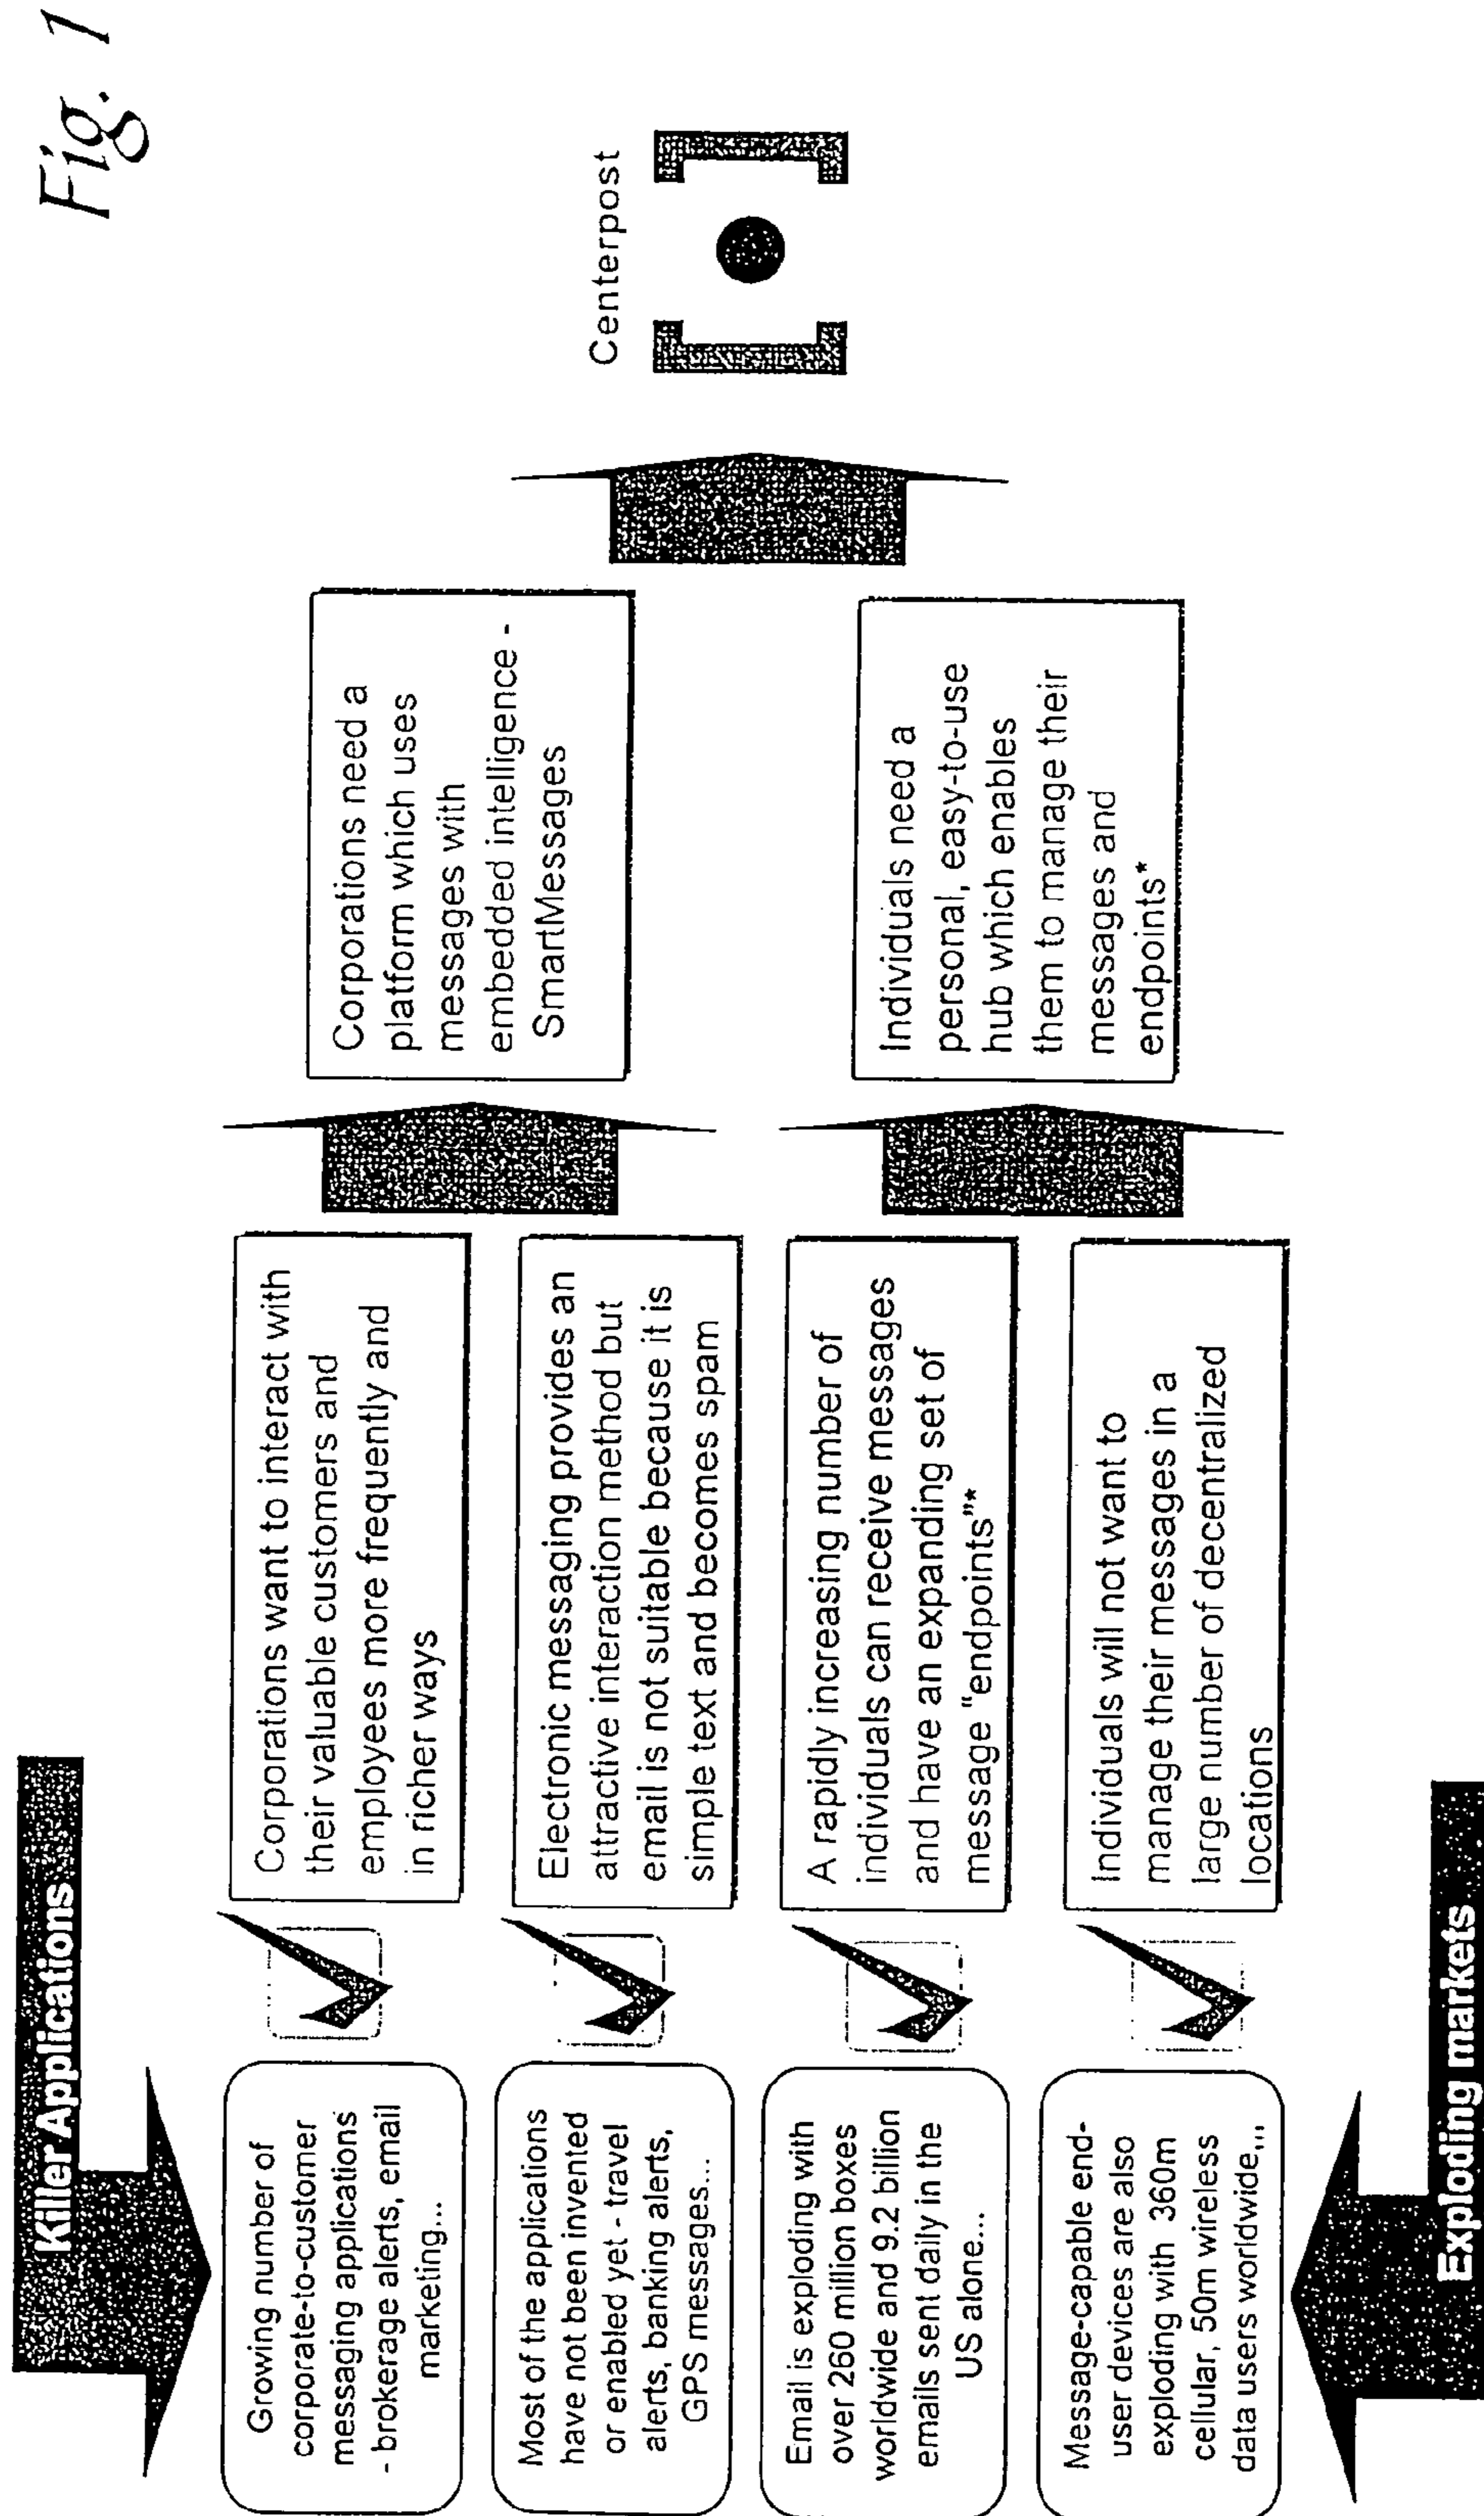 Fig. 1
Killer Applications
Growing number of
corporate-to-customer
messaging applications
- brokerage alerts, email
marketing...
Corporations want to interact with
their valuable customers and
employees more frequently and
in richer ways
Most of the applications
have not been invented
or enabled yet - travel
alerts, banking alerts,
GPS messages...
Electronic messaging provides an
attractive interaction method but
email is not suitable because it is
simple text and becomes spam
Corporations need a
platform which uses
messages with
embedded intelligence -
SmartMessages
Email is exploding with
over 260 million boxes
worldwide and 9.2 billion
emails sent daily in the
US alone...
A rapidly increasing number of
individuals can receive messages
and have an expanding set of
message "endpoints"*
Message-capable end-
user devices are also
exploding with 360m
cellular, 50m wireless
data users worldwide,,,
Individuals will not want to
manage their messages in a
large number of decentralized
locations
Individuals need a
personal, easy-to-use
hub which enables
them to manage their
messages and
endpoints*
Centerpost
Exploding markets